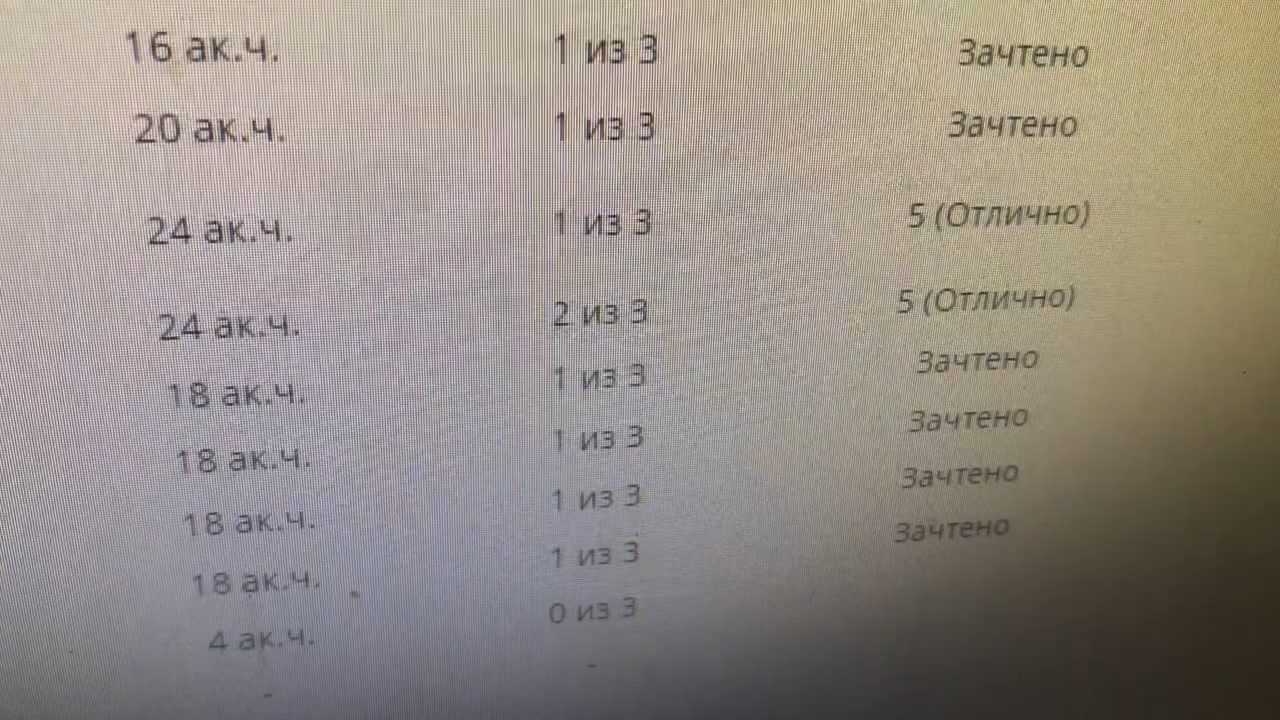 16 ак.ч. 1 из 3 Зачтено
20 ак.ч. 1 из 3 Зачтено
24 ак.ч. 1 из 3 5 (Отлично)
24 ак.ч. 2 из 3 5 (Отлично)
18 ак.ч. 1 из 3 Зачтено
18 ак.ч. 1 из 3 Зачтено
18 ак.ч. 1 из 3 Зачтено
18 ак.ч. 1 из 3 Зачтено
4 ак.ч. 0 из 3
- -